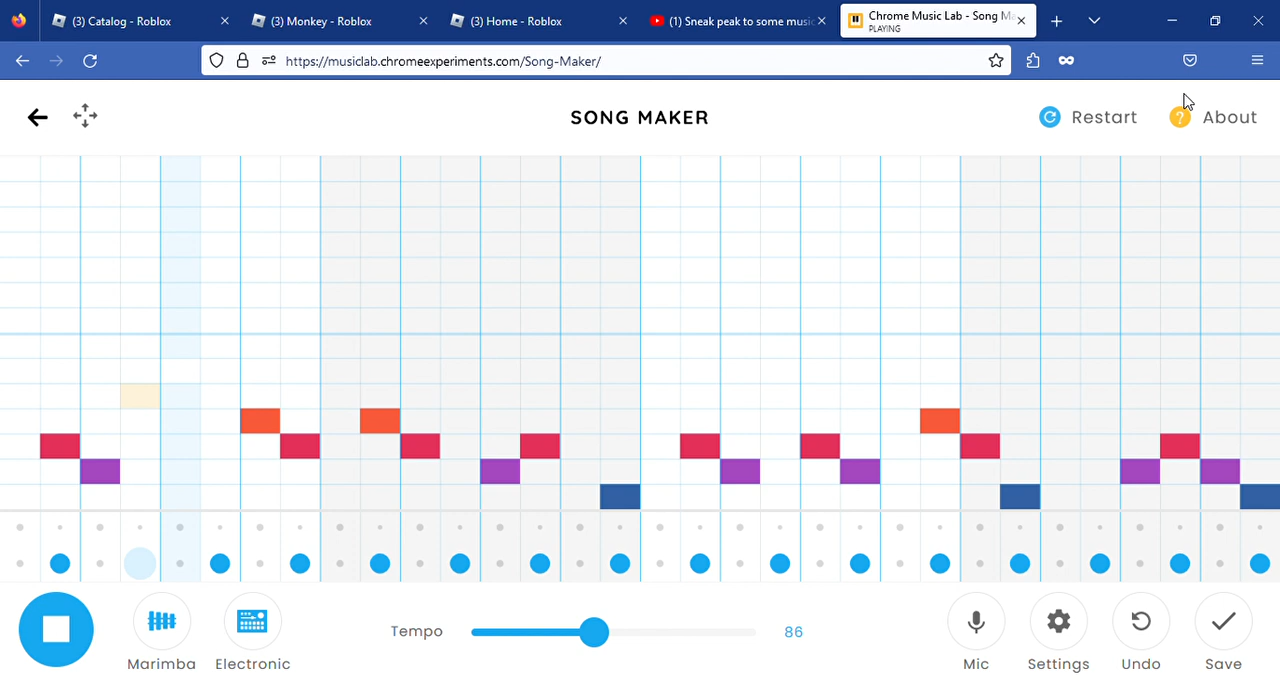 (3) Catalog - Roblox
(3) Monkey - Roblox
(3) Home - Roblox
(1) Sneak peak to some music
Chrome Music Lab - Song Ma
PLAYING
https://musiclab.chromeexperiments.com/Song-Maker/
SONG MAKER
Restart
? About
Tempo
86
Marimba
Electronic
Mic
Settings
Undo
Save